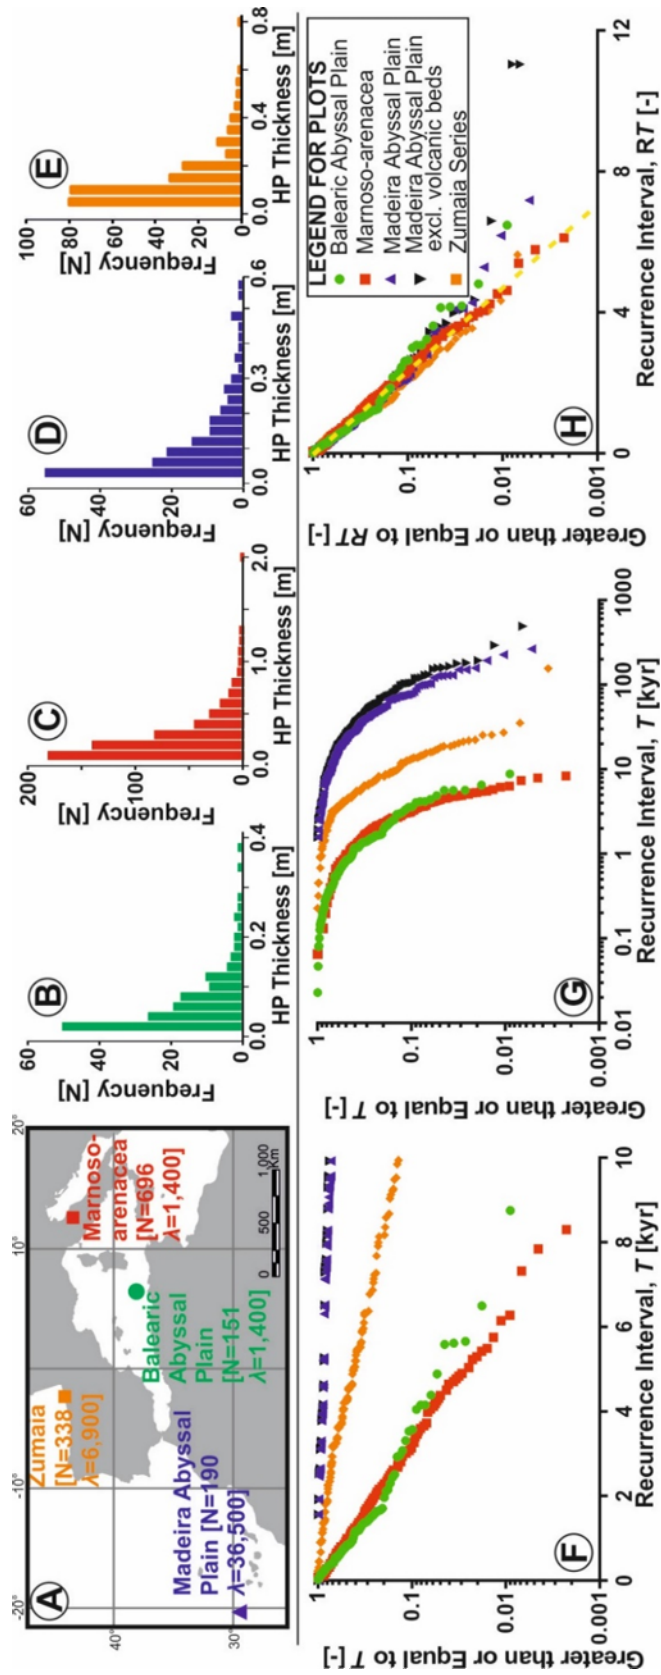 A
-20°
-10°
10°
20°
40°
30°
Zumaia
[N=338
λ=6,900]
Marnoso-
arenacea
[N=696
λ=1,400]
Balearic
Abyssal
Plain
[N=151
λ=1,400]
Madeira Abyssal
Plain [N=190
λ=36,500]
0 500 1,000
Km
B
Frequency [N]
60
40
20
0
0.0 0.2 0.4
HP Thickness [m]
C
Frequency [N]
200
100
0
0.0 1.0 2.0
HP Thickness [m]
D
Frequency [N]
60
40
20
0
0.0 0.3 0.6
HP Thickness [m]
E
Frequency [N]
100
80
60
40
20
0
0.0 0.4 0.8
HP Thickness [m]
F
Greater than or Equal to T [-]
1
0.1
0.01
0.001
0 2 4 6 8 10
Recurrence Interval, T [kyr]
G
Greater than or Equal to T [-]
1
0.1
0.01
0.001
0.01 0.1 1 10 100 1000
Recurrence Interval, T [kyr]
H
Greater than or Equal to RT [-]
1
0.1
0.01
0.001
0 4 8 12
Recurrence Interval, RT [-]
LEGEND FOR PLOTS
Balearic Abyssal Plain
Marnoso-arenacea
Madeira Abyssal Plain
Madeira Abyssal Plain
excl. volcanic beds
Zumaia Series